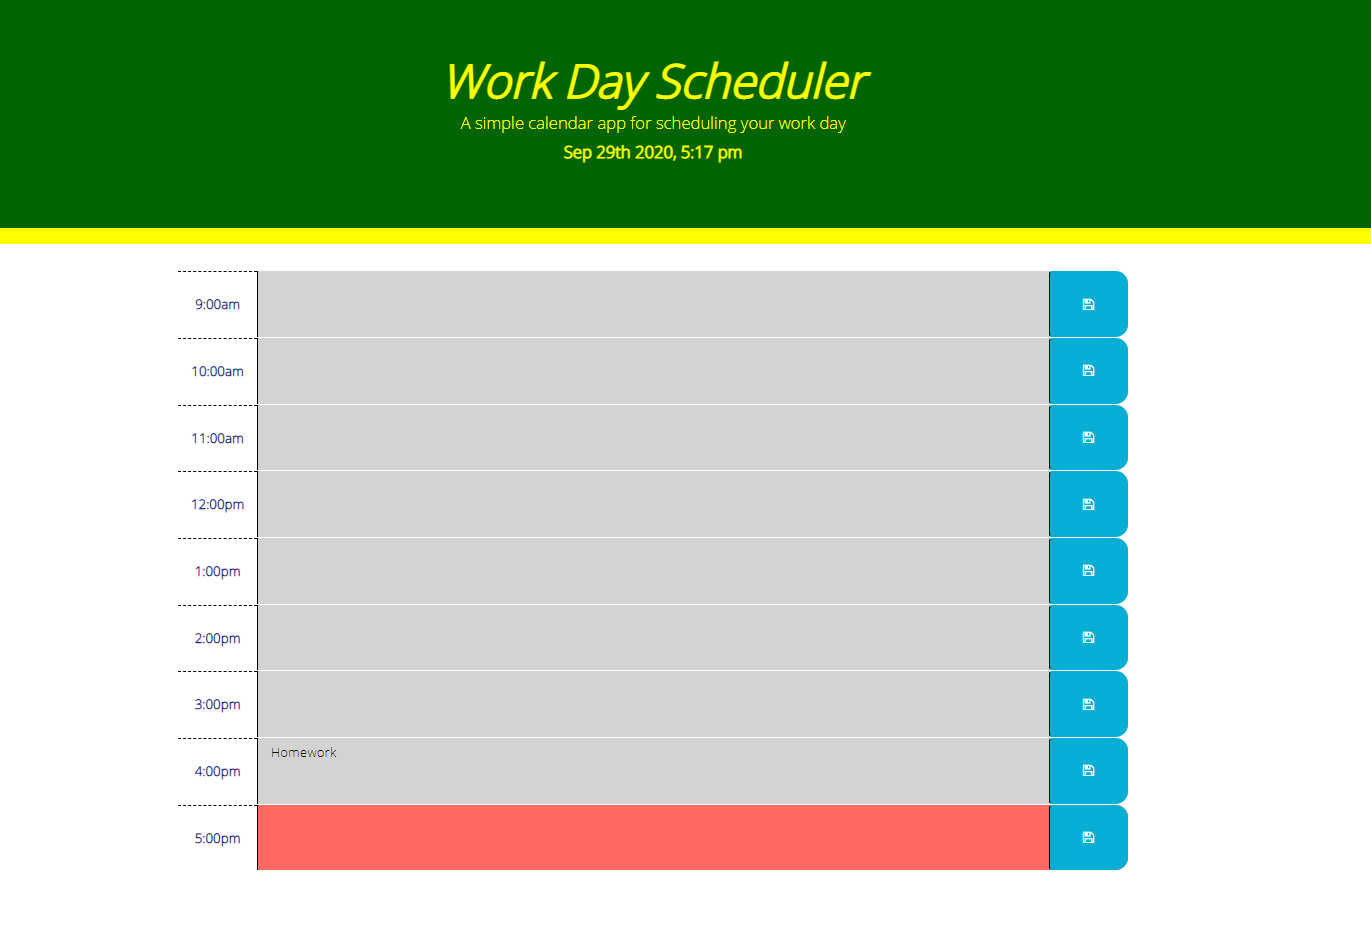 Work Day Scheduler
A simple calendar app for scheduling your work day
Sep 29th 2020, 5:17 pm
9:00am
10:00am
11:00am
12:00pm
1:00pm
2:00pm
3:00pm
Homework
4:00pm
5:00pm